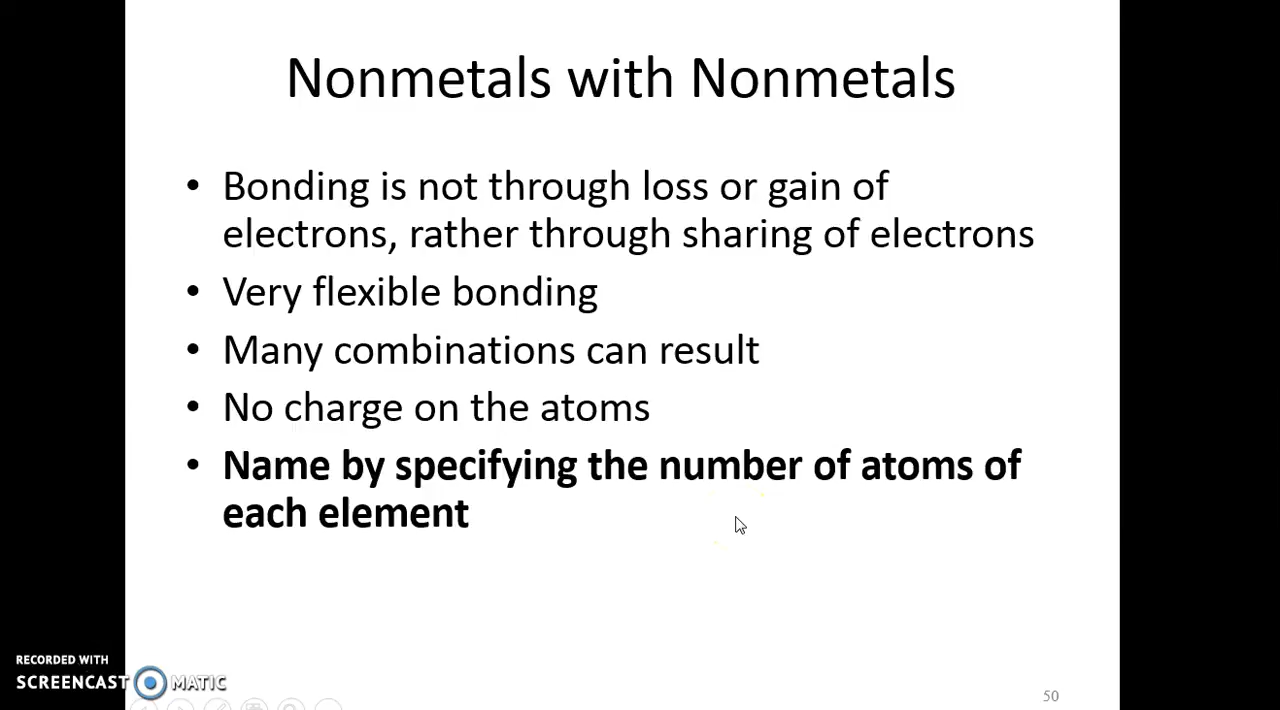 Nonmetals with Nonmetals
• Bonding is not through loss or gain of
electrons, rather through sharing of electrons
• Very flexible bonding
• Many combinations can result
• No charge on the atoms
• Name by specifying the number of atoms of
each element
RECORDED WITH
SCREENCAST MATIC
50